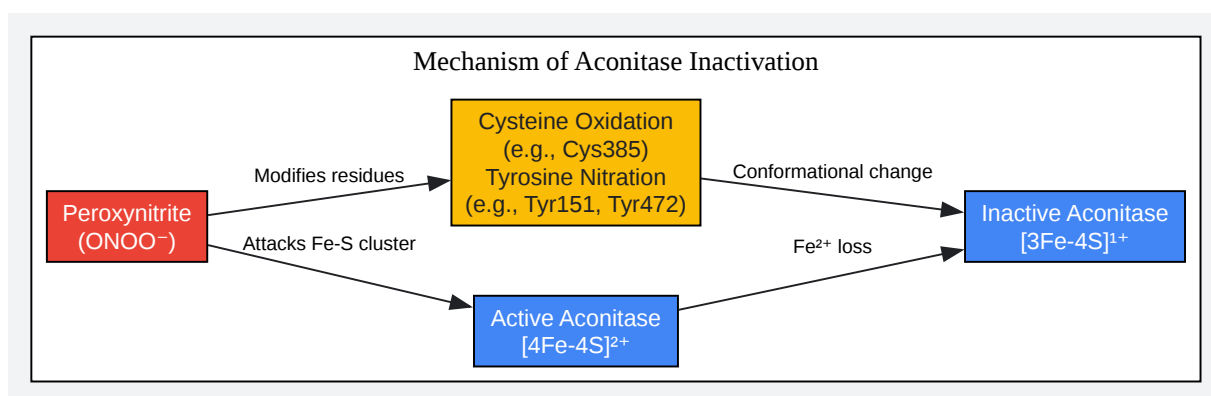 Mechanism of Aconitase Inactivation
Cysteine Oxidation
(e.g., Cys385)
Tyrosine Nitration
(e.g., Tyr151, Tyr472)
Modifies residues
Conformational change
Peroxynitrite
(ONOO⁻)
Inactive Aconitase
[3Fe-4S]¹⁺
Attacks Fe-S cluster
Fe²⁺ loss
Active Aconitase
[4Fe-4S]²⁺